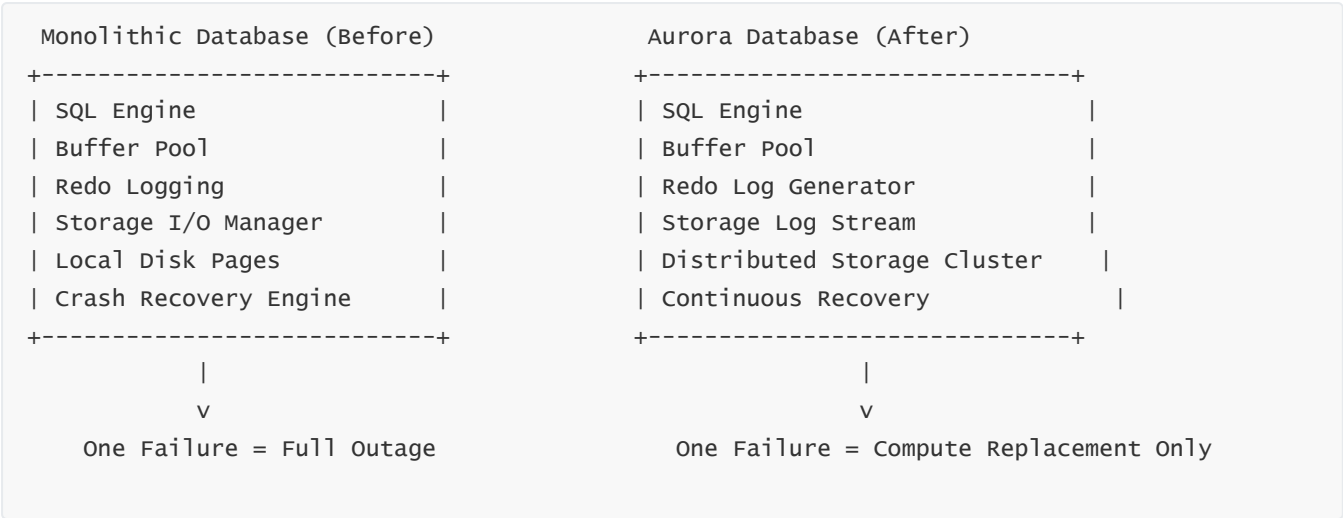 Monolithic Database (Before)               Aurora Database (After)
+----------------------------+             +------------------------------+
| SQL Engine                 |             | SQL Engine                    |
| Buffer Pool                |             | Buffer Pool                   |
| Redo Logging               |             | Redo Log Generator            |
| Storage I/O Manager        |             | Storage Log Stream            |
| Local Disk Pages           |             | Distributed Storage Cluster    |
| Crash Recovery Engine      |             | Continuous Recovery             |
+----------------------------+             +------------------------------+
            |                                              |
            v                                              v
    One Failure = Full Outage                 One Failure = Compute Replacement Only